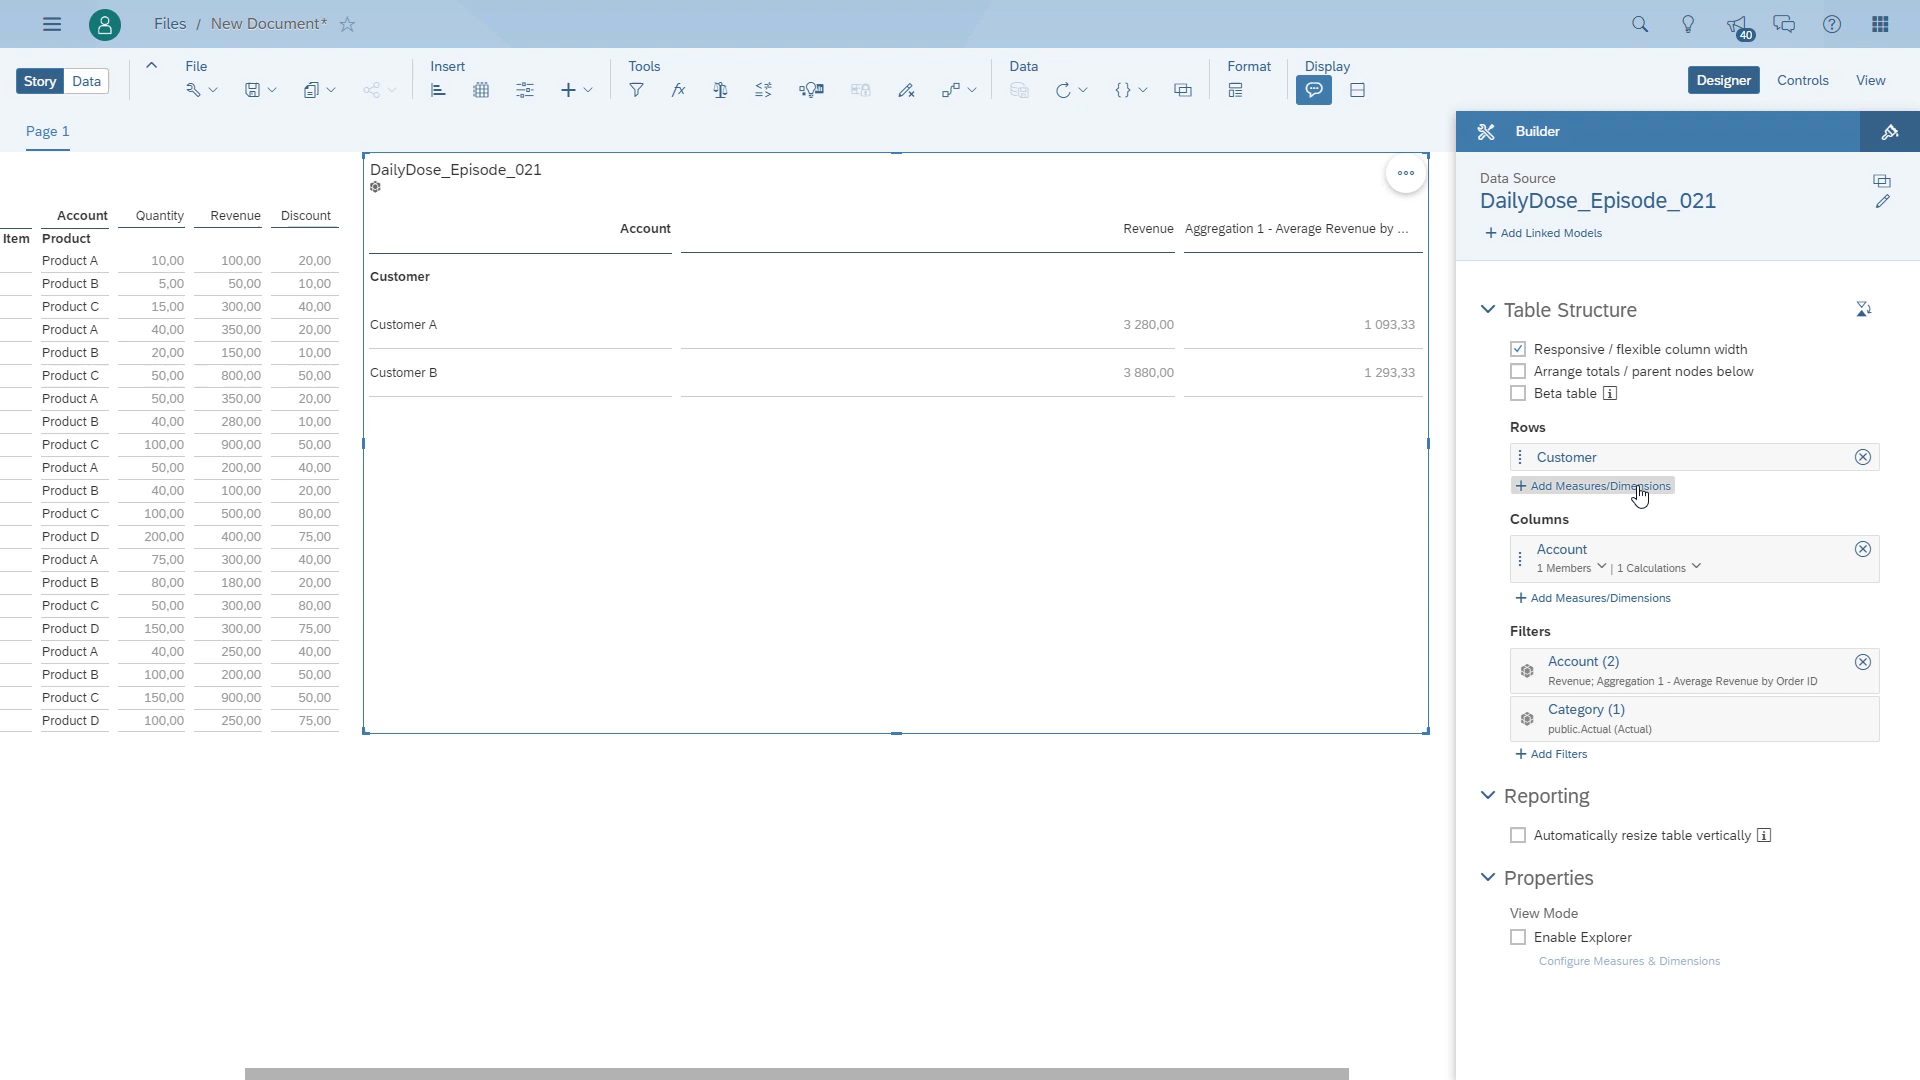 Files / New Document*
40
Story Data
File
Insert
Tools
Data
Format
Display
Designer Controls View
Page 1
Account Quantity Revenue Discount
Item Product
Product A 10,00 100,00 20,00
Product B 5,00 50,00 10,00
Product C 15,00 300,00 40,00
Product A 40,00 350,00 20,00
Product B 20,00 150,00 10,00
Product C 50,00 800,00 50,00
Product A 50,00 350,00 20,00
Product B 40,00 280,00 10,00
Product C 100,00 900,00 50,00
Product A 50,00 200,00 40,00
Product B 40,00 100,00 20,00
Product C 100,00 500,00 80,00
Product D 200,00 400,00 75,00
Product A 75,00 300,00 40,00
Product B 80,00 180,00 20,00
Product C 50,00 300,00 80,00
Product D 150,00 300,00 75,00
Product A 40,00 250,00 40,00
Product B 100,00 200,00 50,00
Product C 150,00 900,00 50,00
Product D 100,00 250,00 75,00
DailyDose_Episode_021
Account Revenue Aggregation 1 - Average Revenue by ...
Customer
Customer A 3 280,00 1 093,33
Customer B 3 880,00 1 293,33
Builder
Data Source
DailyDose_Episode_021
+ Add Linked Models
Table Structure
Responsive / flexible column width
Arrange totals / parent nodes below
Beta table
Rows
Customer
+ Add Measures/Dimensions
Columns
Account
1 Members | 1 Calculations
+ Add Measures/Dimensions
Filters
Account (2)
Revenue; Aggregation 1 - Average Revenue by Order ID
Category (1)
public.Actual (Actual)
+ Add Filters
Reporting
Automatically resize table vertically
Properties
View Mode
Enable Explorer
Configure Measures & Dimensions